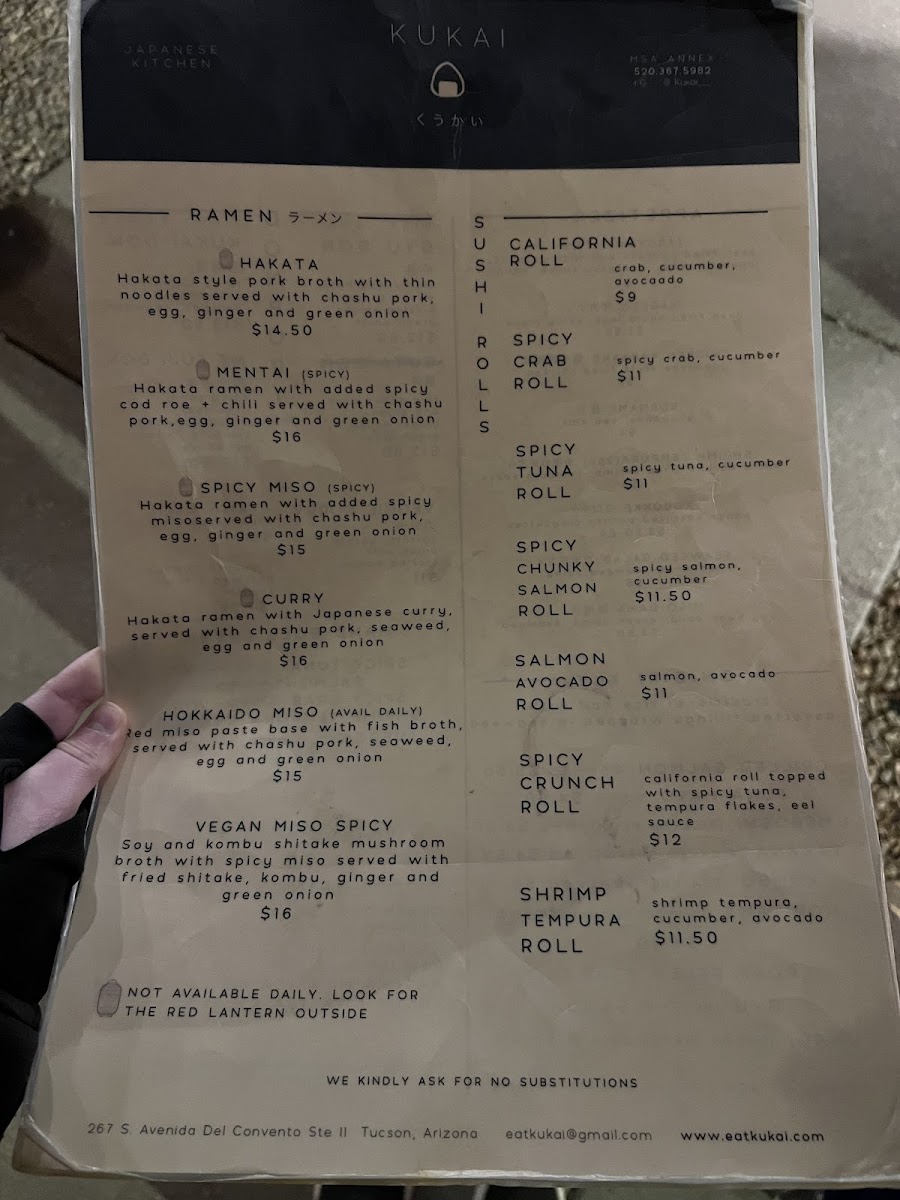 JAPANESE
KITCHEN
KUKAI
くうかい
MSA ANNEX
520.367.5982
RAMEN ラーメン
HAKATA
Hakata style pork broth with thin
noodles served with chashu pork,
egg, ginger and green onion
$14.50
MENTAI (SPICY)
Hakata ramen with added spicy
cod roe + chili served with chashu
pork,egg, ginger and green onion
$16
SPICY MISO (SPICY)
Hakata ramen with added spicy
misoserved with chashu pork,
egg, ginger and green onion
$15
CURRY
Hakata ramen with Japanese curry,
served with chashu pork, seaweed,
egg and green onion
$16
HOKKAIDO MISO (AVAIL DAILY)
Red miso paste base with fish broth,
served with chashu pork, seaweed,
egg and green onion
$15
VEGAN MISO SPICY
Soy and kombu shitake mushroom
broth with spicy miso served with
fried shitake, kombu, ginger and
green onion
$16
NOT AVAILABLE DAILY. LOOK FOR
THE RED LANTERN OUTSIDE
SUSHI ROLLS
CALIFORNIA
ROLL
crab, cucumber,
avocaado
$9
SPICY
CRAB
ROLL
spicy crab, cucumber
$11
SPICY
TUNA
ROLL
spicy tuna, cucumber
$11
SPICY
CHUNKY
SALMON
ROLL
spicy salmon,
cucumber
$11.50
SALMON
AVOCADO
ROLL
salmon, avocado
$11
SPICY
CRUNCH
ROLL
california roll topped
with spicy tuna,
tempura flakes, eel
sauce
$12
SHRIMP
TEMPURA
ROLL
shrimp tempura,
cucumber, avocado
$11.50
WE KINDLY ASK FOR NO SUBSTITUTIONS
267 S. Avenida Del Convento Ste 11 Tucson, Arizona eatkukai@gmail.com www.eatkukai.com